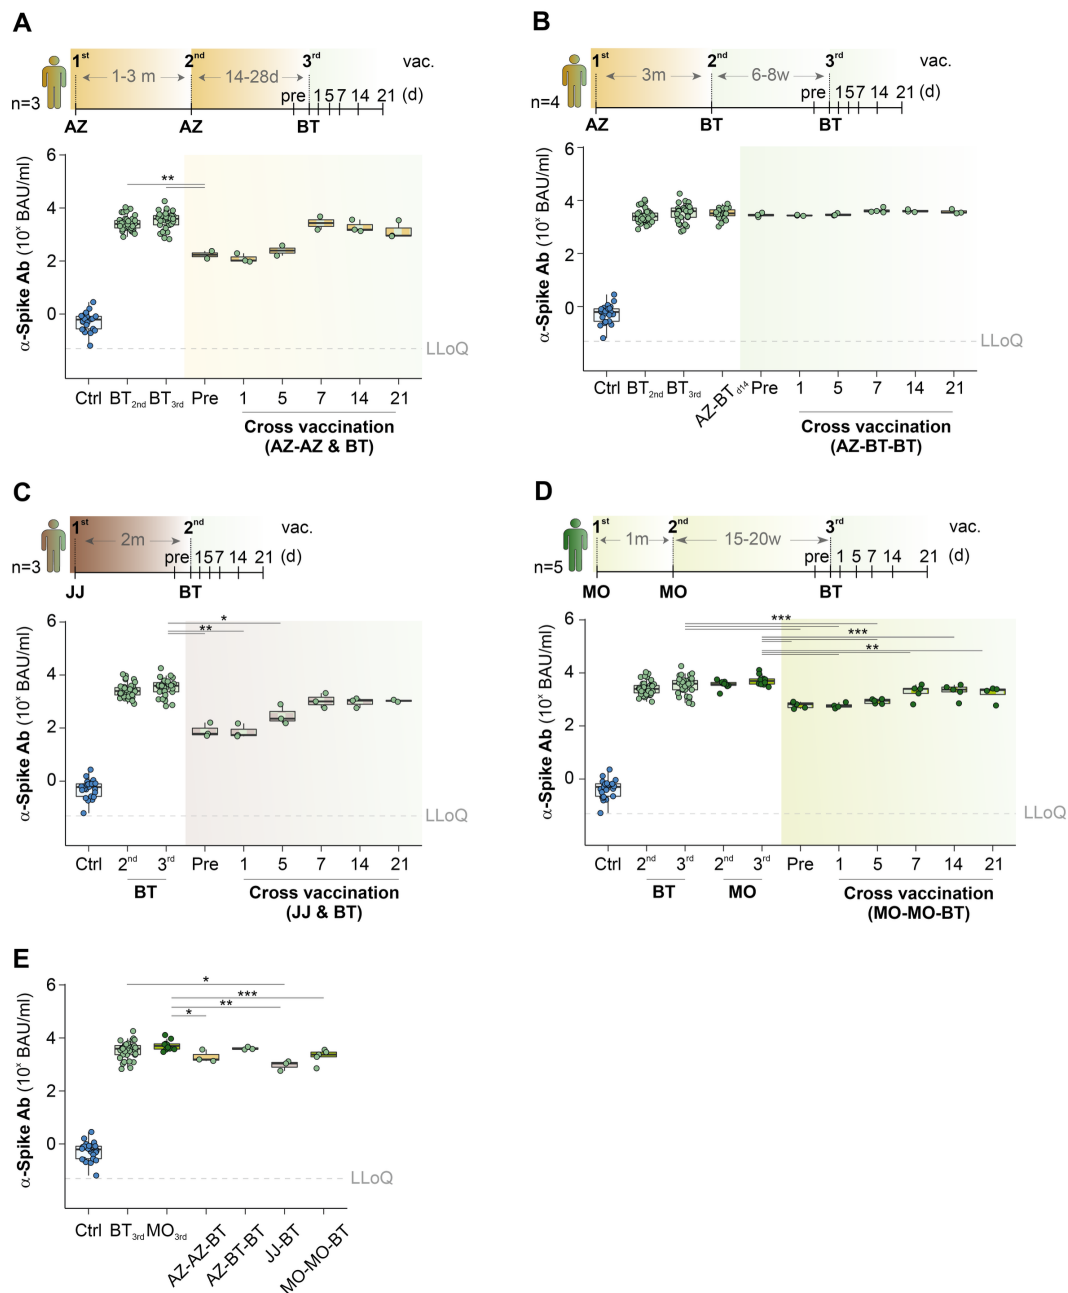 A
1st 2nd 3rd vac.
1-3 m 14-28d
n=3 pre 1 5 7 14 21 (d)
AZ AZ BT
α-Spike Ab (10ˣ BAU/ml)
6
4
2
0
**
LLoQ
Ctrl BT2nd BT3rd Pre 1 5 7 14 21
Cross vaccination
(AZ-AZ & BT)
B
1st 2nd 3rd vac.
3m 6-8w
n=4 pre 1 5 7 14 21 (d)
AZ BT BT
α-Spike Ab (10ˣ BAU/ml)
6
4
2
0
LLoQ
Ctrl BT2nd BT3rd AZ-BTd14 Pre 1 5 7 14 21
Cross vaccination
(AZ-BT-BT)
C
1st 2nd vac.
2m
n=3 pre 1 5 7 14 21 (d)
JJ BT
α-Spike Ab (10ˣ BAU/ml)
6
4
2
0
*
**
LLoQ
Ctrl 2nd 3rd Pre 1 5 7 14 21
BT Cross vaccination
(JJ & BT)
D
1st 2nd 3rd vac.
1m 15-20w
n=5 pre 1 5 7 14 21 (d)
MO MO BT
α-Spike Ab (10ˣ BAU/ml)
6
4
2
0
***
***
**
LLoQ
Ctrl 2nd 3rd 2nd 3rd Pre 1 5 7 14 21
BT MO Cross vaccination
(MO-MO-BT)
E
α-Spike Ab (10ˣ BAU/ml)
6
4
2
0
*
***
**
*
LLoQ
Ctrl BT3rd MO3rd AZ-AZ-BT AZ-BT-BT JJ-BT MO-MO-BT